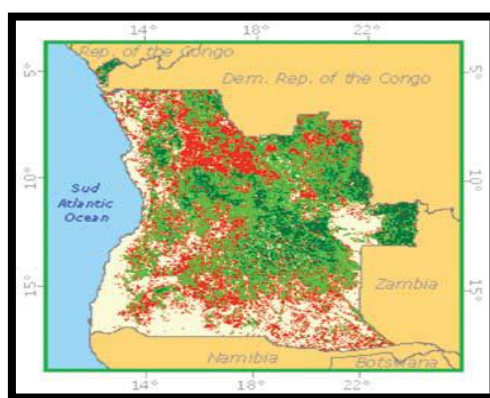 14° 18° 22°
Rep. of the Congo
5° 5°
Dem. Rep. of the Congo
10° 10°
Sud
Atlantic
Ocean
15° 15°
Zambia
Namibia
Botswana
14° 18° 22°